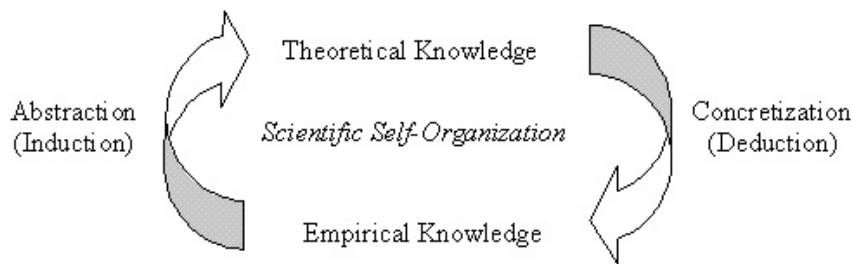 Theoretical Knowledge
Abstraction
(Induction)
Scientific Self-Organization
Concretization
(Deduction)
Empirical Knowledge